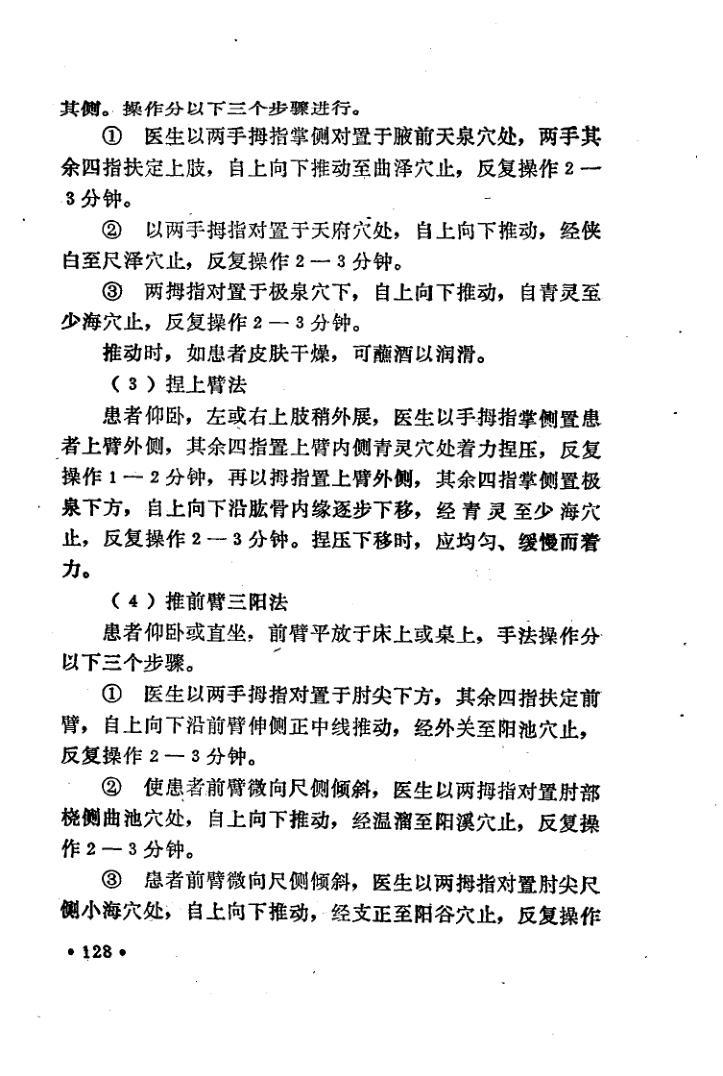 其侧。操作分以下三个步骤进行。
① 医生以两手拇指掌侧对置于腋前天泉穴处，两手其
余四指扶定上肢，自上向下推动至曲泽穴止，反复操作2—
3分钟。
② 以两手拇指对置于天府穴处，自上向下推动，经侠
白至尺泽穴止，反复操作2—3分钟。
③ 两拇指对置于极泉穴下，自上向下推动，自青灵至
少海穴止，反复操作2—3分钟。
推动时，如患者皮肤干燥，可蘸酒以润滑。
（3）捏上臂法
患者仰卧，左或右上肢稍外展，医生以手拇指掌侧置患
者上臂外侧，其余四指置上臂内侧青灵穴处着力捏压，反复
操作1—2分钟，再以拇指置上臂外侧，其余四指掌侧置极
泉下方，自上向下沿肱骨内缘逐步下移，经青灵至少海穴
止，反复操作2—3分钟。捏压下移时，应均匀、缓慢而着
力。
（4）推前臂三阳法
患者仰卧或直坐，前臂平放于床上或桌上，手法操作分
以下三个步骤。
① 医生以两手拇指对置于肘尖下方，其余四指扶定前
臂，自上向下沿前臂伸侧正中线推动，经外关至阳池穴止，
反复操作2—3分钟。
② 使患者前臂微向尺侧倾斜，医生以两拇指对置肘部
桡侧曲池穴处，自上向下推动，经温溜至阳溪穴止，反复操
作2—3分钟。
③ 患者前臂微向尺侧倾斜，医生以两拇指对置肘尖尺
侧小海穴处，自上向下推动，经支正至阳谷穴止，反复操作
•128•